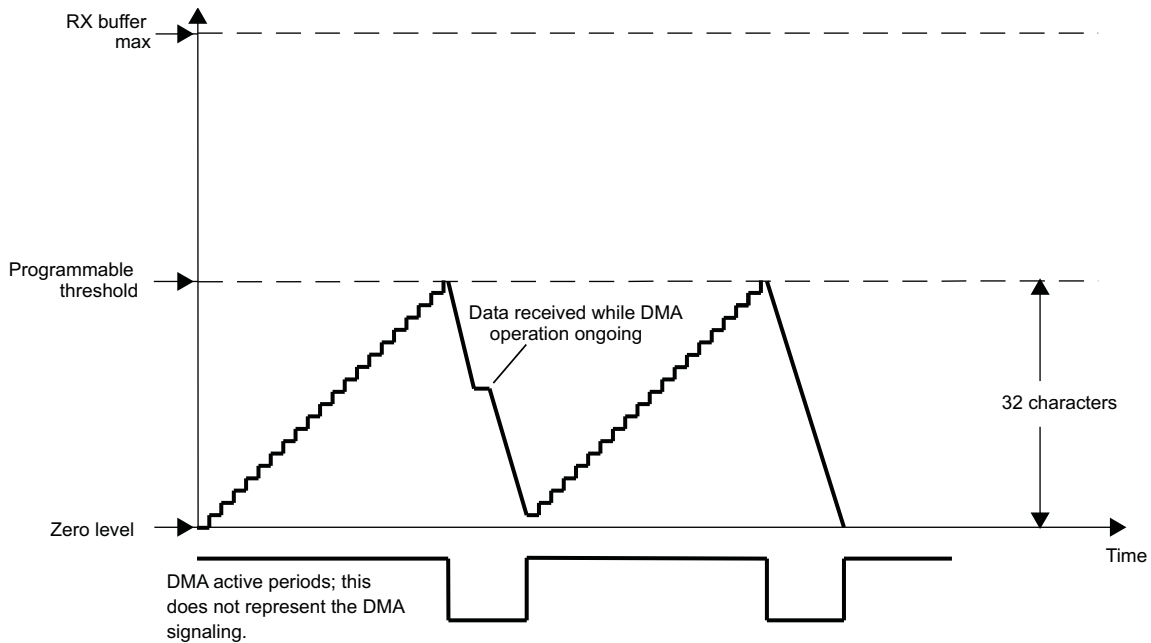 RX buffer
max
Programmable
threshold
Data received while DMA
operation ongoing
32 characters
Zero level
Time
DMA active periods; this
does not represent the DMA
signaling.